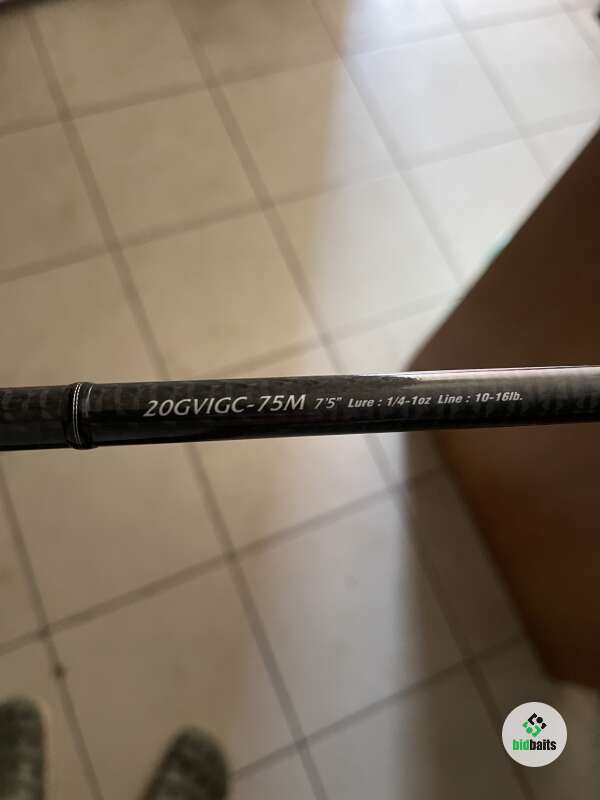 20GVIGC-75M 7'5" Lure : 1/4-1oz Line : 10-16lb.
bidbaits